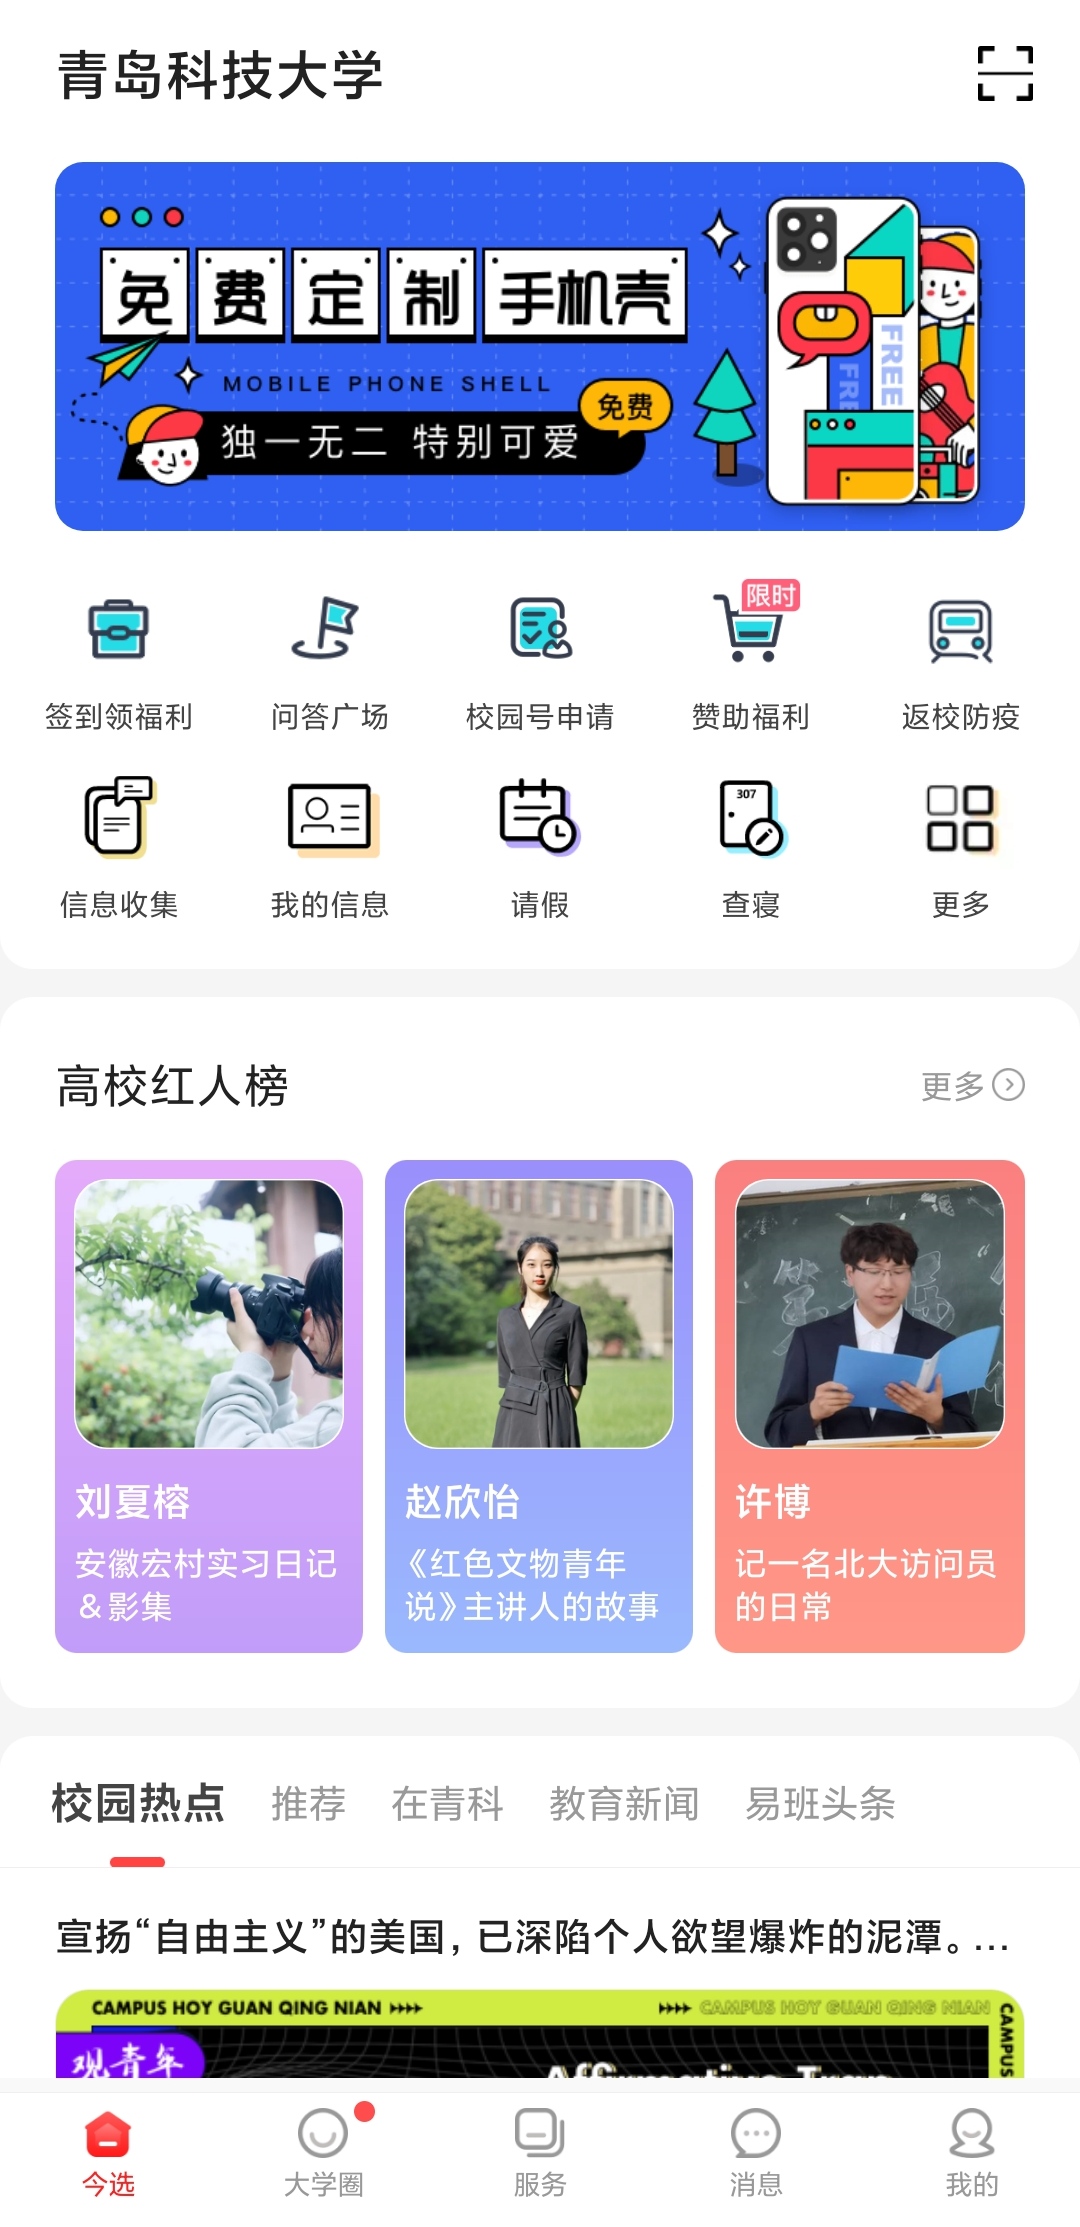 青岛科技大学
免费定制手机壳
MOBILE PHONE SHELL
免费
独一无二 特别可爱
FREE
FREE
限时
签到领福利
问答广场
校园号申请
赞助福利
返校防疫
307
信息收集
我的信息
请假
查寝
更多
高校红人榜
更多
刘夏榕
安徽宏村实习日记
＆影集
赵欣怡
《红色文物青年
说》主讲人的故事
许博
记一名北大访问员
的日常
校园热点
推荐
在青科
教育新闻
易班头条
宣扬“自由主义”的美国，已深陷个人欲望爆炸的泥潭。...
CAMPUS HOY GUAN QING NIAN
CAMPUS HOY GUAN QING NIAN
CAMPUS
观青年
今选
大学圈
服务
消息
我的